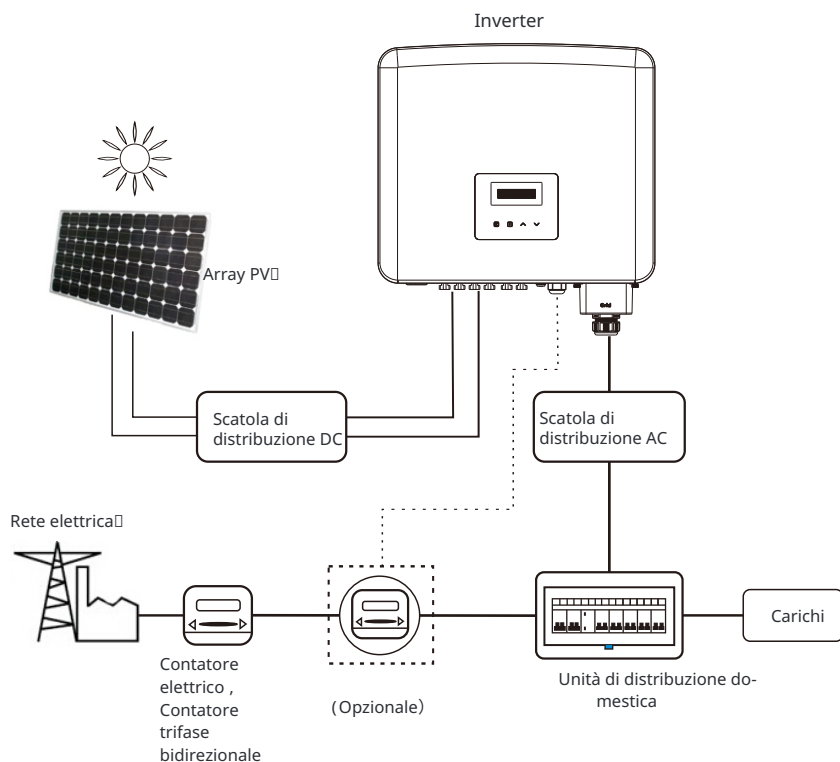 Inverter
Array PV
Scatola di
distribuzione DC
Scatola di
distribuzione AC
Rete elettrica
Grid
Carichi
Contatore
elettrico ,
Contatore
trifase
bidirezionale
(Opzionale)
Unità di distribuzione do-
mestica